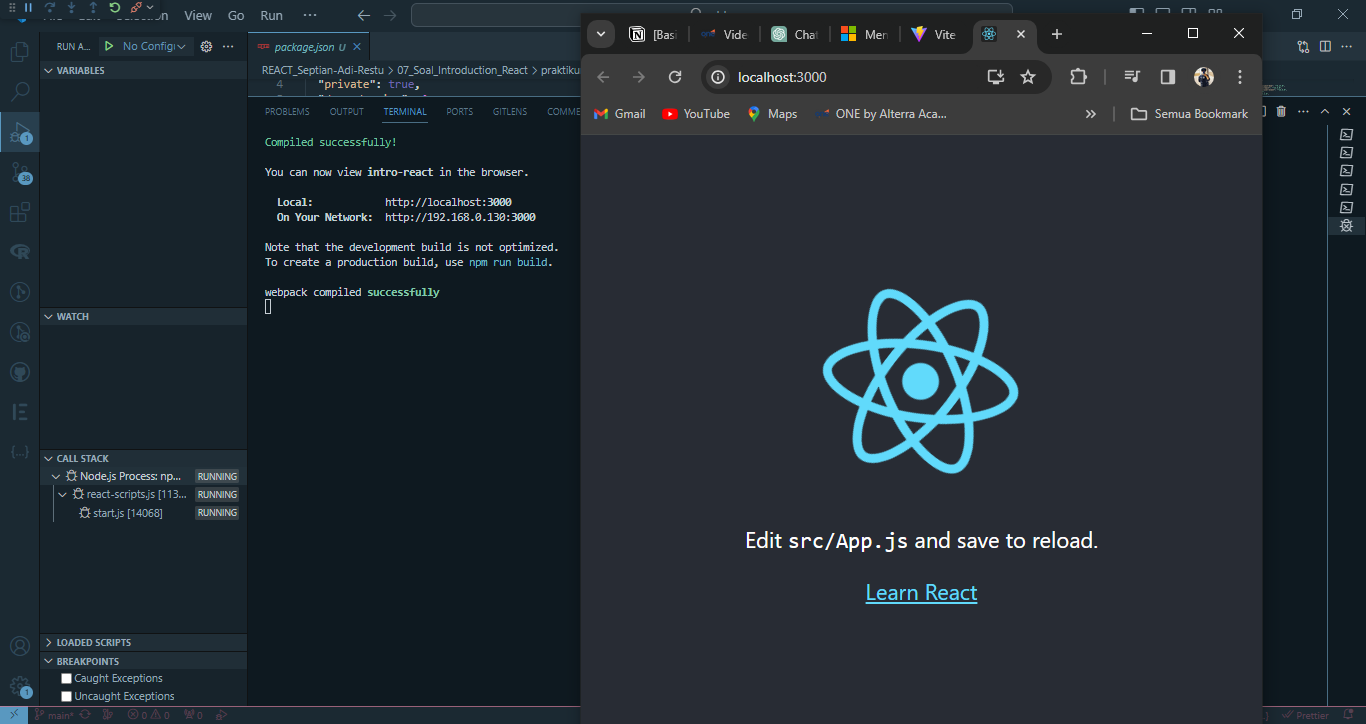 Selection View Go Run ···
RUN A... No Configu
VARIABLES
WATCH
CALL STACK
Node.js Process: np... RUNNING
react-scripts.js [113... RUNNING
start.js [14068] RUNNING
LOADED SCRIPTS
BREAKPOINTS
Caught Exceptions
Uncaught Exceptions
1
38
1
main* 0 0 0
package.json U
REACT_Septian-Adi-Restu > 07_Soal_Introduction_React > praktiku
4 "private": true,
PROBLEMS OUTPUT TERMINAL PORTS GITLENS COMME
Compiled successfully!
You can now view intro-react in the browser.
Local: http://localhost:3000
On Your Network: http://192.168.0.130:3000
Note that the development build is not optimized.
To create a production build, use npm run build.
webpack compiled successfully
[Basi Vide Chat Men Vite
localhost:3000
Gmail YouTube Maps ONE by Alterra Aca... » Semua Bookmark
Edit src/App.js and save to reload.
Learn React
Prettier